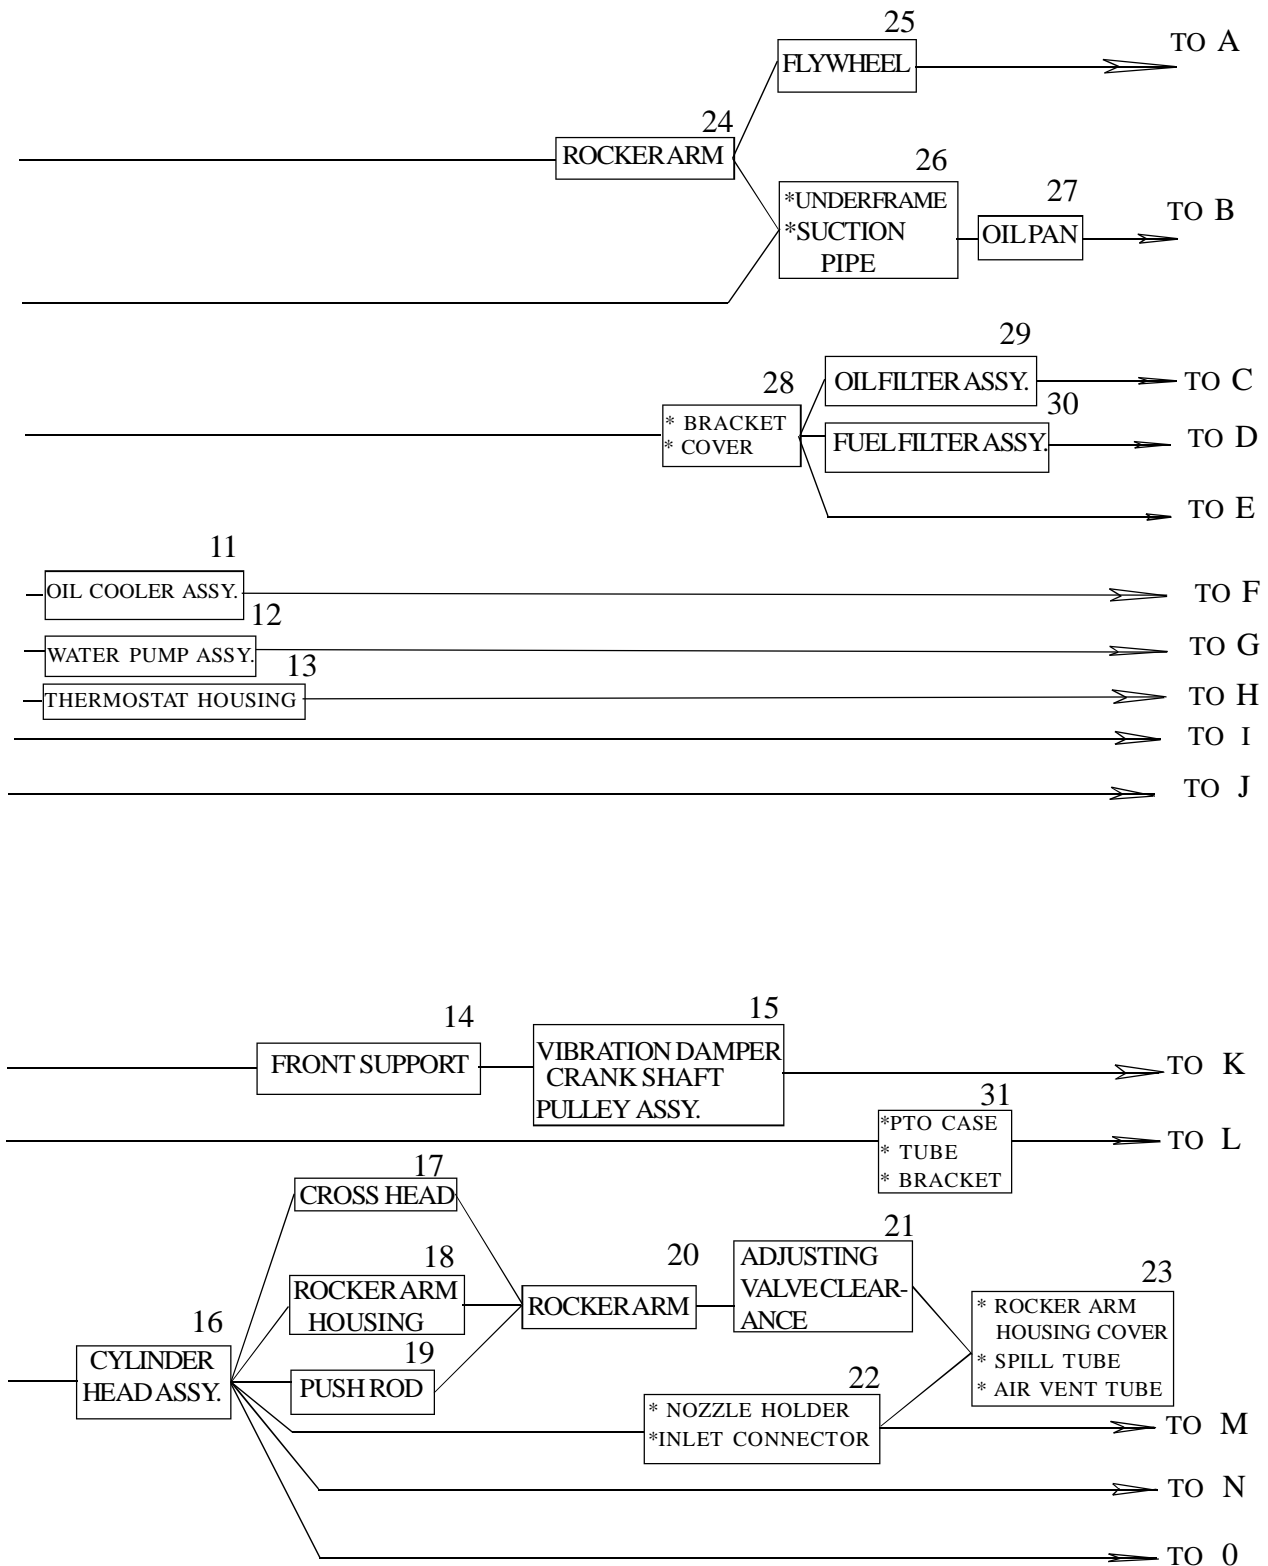 25
TO A
FLYWHEEL
24
ROCKER ARM
26
27
TO B
*UNDERFRAME
*SUCTION
PIPE
OIL PAN
29
28
OIL FILTER ASSY.
TO C
30
* BRACKET
* COVER
FUEL FILTER ASSY.
TO D
TO E
11
OIL COOLER ASSY.
TO F
12
WATER PUMP ASSY.
TO G
13
THERMOSTAT HOUSING
TO H
TO I
TO J
14
15
FRONT SUPPORT
VIBRATION DAMPER
CRANK SHAFT
PULLEY ASSY.
TO K
31
*PTO CASE
* TUBE
* BRACKET
TO L
17
CROSS HEAD
18
ROCKER ARM
HOUSING
20
ROCKER ARM
21
ADJUSTING
VALVE CLEAR-
ANCE
23
* ROCKER ARM
HOUSING COVER
* SPILL TUBE
* AIR VENT TUBE
16
CYLINDER
HEAD ASSY.
19
PUSH ROD
22
* NOZZLE HOLDER
*INLET CONNECTOR
TO M
TO N
TO 0